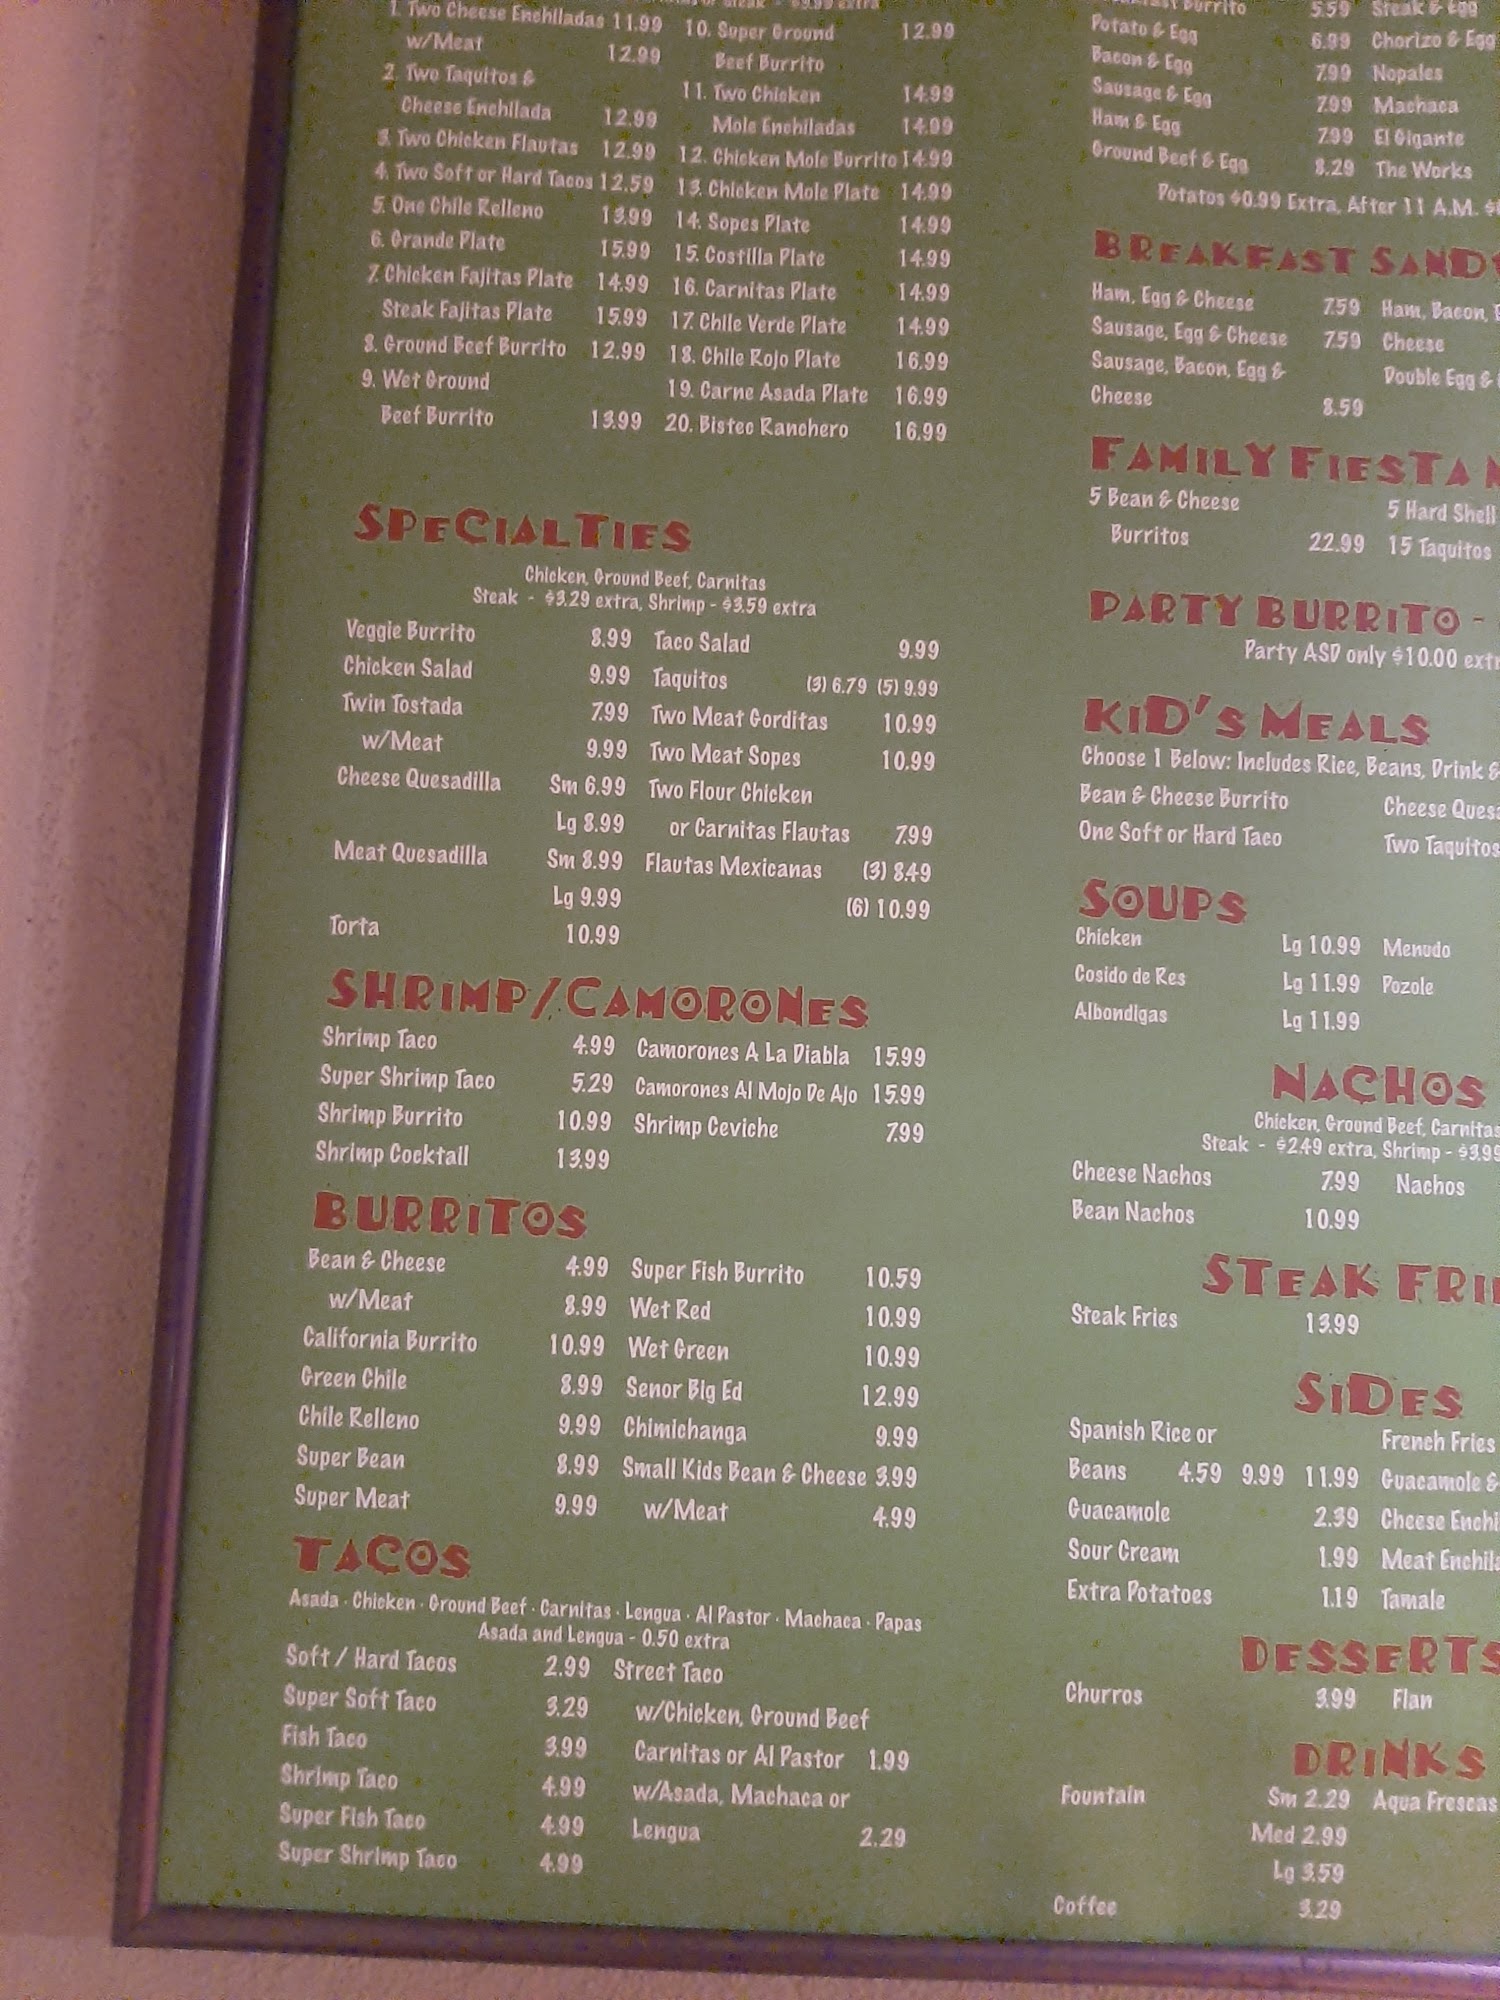 1. Two Cheese Enchiladas 11.99
w/Meat 12.99
2. Two Taquitos &
Cheese Enchilada 12.99
3. Two Chicken Flautas 12.99
4. Two Soft or Hard Tacos 12.59
5. One Chile Relleno 13.99
6. Grande Plate 15.99
7. Chicken Fajitas Plate 14.99
Steak Fajitas Plate 15.99
8. Ground Beef Burrito 12.99
9. Wet Ground
Beef Burrito 13.99
10. Super Ground 12.99
Beef Burrito
11. Two Chicken 14.99
Mole Enchiladas 14.99
12. Chicken Mole Burrito 14.99
13. Chicken Mole Plate 14.99
14. Sopes Plate 14.99
15. Costilla Plate 14.99
16. Carnitas Plate 14.99
17. Chile Verde Plate 14.99
18. Chile Rojo Plate 16.99
19. Carne Asada Plate 16.99
20. Bistec Ranchero 16.99
SPECIALTIES
Chicken, Ground Beef, Carnitas
Steak - $3.29 extra, Shrimp - $3.59 extra
Veggie Burrito 8.99
Chicken Salad 9.99
Twin Tostada 7.99
w/Meat 9.99
Cheese Quesadilla Sm 6.99
Lg 8.99
Meat Quesadilla Sm 8.99
Lg 9.99
Torta 10.99
Taco Salad 9.99
Taquitos (3) 6.79 (5) 9.99
Two Meat Gorditas 10.99
Two Meat Sopes 10.99
Two Flour Chicken
or Carnitas Flautas 7.99
Flautas Mexicanas (3) 8.49
(6) 10.99
SHRIMP/CAMORONES
Shrimp Taco 4.99
Super Shrimp Taco 5.29
Shrimp Burrito 10.99
Shrimp Cocktail 13.99
Camorones A La Diabla 15.99
Camorones Al Mojo De Ajo 15.99
Shrimp Ceviche 7.99
BURRITOS
Bean & Cheese 4.99
w/Meat 8.99
California Burrito 10.99
Green Chile 8.99
Chile Relleno 9.99
Super Bean 8.99
Super Meat 9.99
Super Fish Burrito 10.59
Wet Red 10.99
Wet Green 10.99
Senor Big Ed 12.99
Chimichanga 9.99
Small Kids Bean & Cheese 3.99
w/Meat 4.99
TACOS
Asada · Chicken · Ground Beef · Carnitas · Lengua · Al Pastor · Machaca · Papas
Asada and Lengua - 0.50 extra
Soft / Hard Tacos 2.99
Super Soft Taco 3.29
Fish Taco 3.99
Shrimp Taco 4.99
Super Fish Taco 4.99
Super Shrimp Taco 4.99
Street Taco
w/Chicken, Ground Beef
Carnitas or Al Pastor 1.99
w/Asada, Machaca or
Lengua 2.29
Burrito 5.59
Potato & Egg 6.99
Bacon & Egg 7.99
Sausage & Egg 7.99
Ham & Egg 7.99
Ground Beef & Egg 8.29
Steak & Egg
Chorizo & Egg
Nopales
Machaca
El Gigante
The Works
Potatos $0.99 Extra, After 11 A.M.
BREAKFAST
Ham, Egg & Cheese 7.59
Sausage, Egg & Cheese 7.59
Sausage, Bacon, Egg &
Cheese 8.59
Ham, Bacon,
Cheese
Double Egg &
FAMILY FIESTA
5 Bean & Cheese
Burritos 22.99
5 Hard Shell
15 Taquitos
PARTY BURRITO -
Party ASD only $10.00
KID'S MEALS
Choose 1 Below: Includes Rice, Beans, Drink &
Bean & Cheese Burrito
One Soft or Hard Taco
Cheese
Two Taquitos
SOUPS
Chicken Lg 10.99
Cosido de Res Lg 11.99
Albondigas Lg 11.99
Menudo
Pozole
NACHOS
Chicken, Ground Beef, Carnitas
Steak - $2.49 extra, Shrimp - $3.99
Cheese Nachos 7.99
Bean Nachos 10.99
Nachos
STEAK
Steak Fries 13.99
SIDES
Spanish Rice or
Beans 4.59 9.99 11.99
Guacamole 2.39
Sour Cream 1.99
Extra Potatoes 1.19
French Fries
Guacamole &
Cheese
Meat
Tamale
DESSERTS
Churros 3.99
Flan
DRINKS
Fountain Sm 2.29
Med 2.99
Lg 3.59
Coffee 3.29
Aqua Frescas